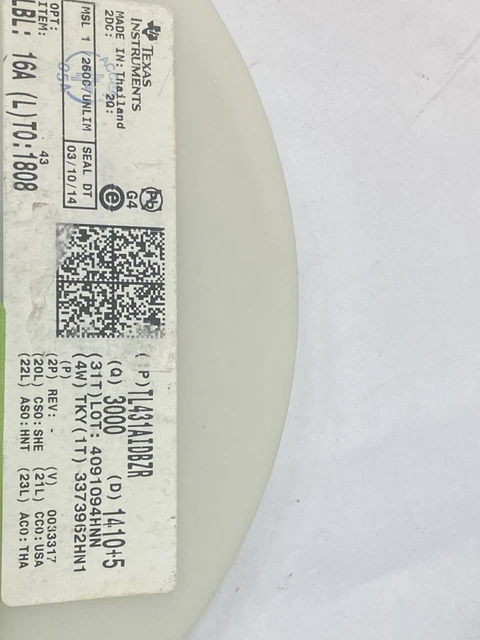 TEXAS
INSTRUMENTS
MADE IN:Thailand
2DC: 2Q:
MSL 1 /260C/UNLIM SEAL DT
03/10/14
OPT:
ITEM: 43
LBL: 16A (L)TO:1808
e
Pb
G4
(P)TL431AIDBZR
(Q) 3000 (D) 1410+5
(31T)LOT: 4091094HNN
(4W) TKY(1T) 3373962HN1
(P)
2P) REV: - (V) 0033317
(20L) CSO:SHE (21L) CCO:USA
(22L) ASO:HNT (23L) ACO:THA